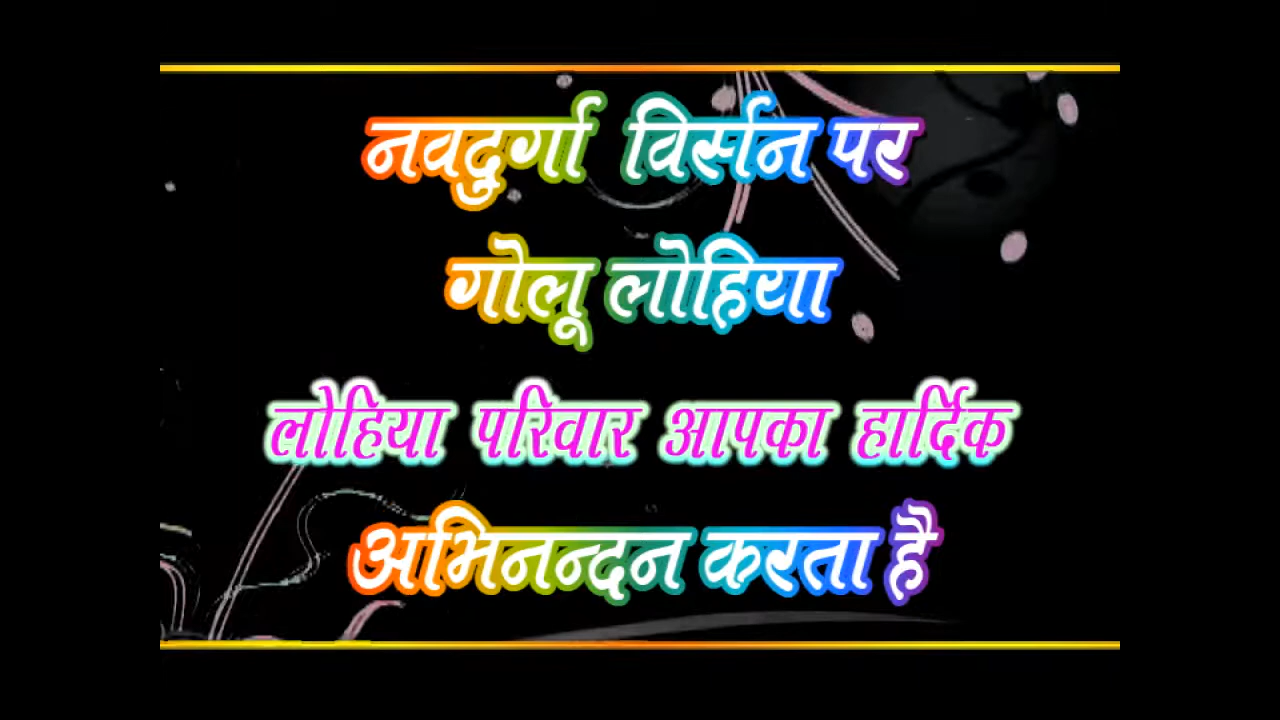 नवदुर्गा विर्सन पर
गोलू लोहिया
लोहिया परिवार आपका हार्दिक
अभिनन्दन करता है